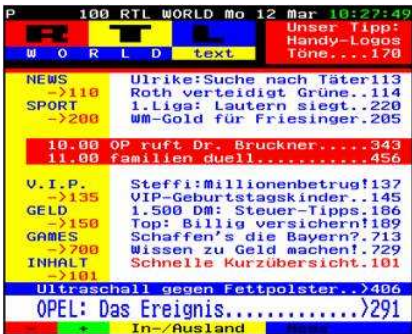 P 100 RTL WORLD Mo 12 Mar 10:27:49
RTL
WORLD text
Unser Tipp:
Handy-Logos
Töne....170
NEWS Ulrike:Suche nach Täter113
->110 Roth verteidigt Grüne..114
SPORT 1.Liga: Lautern siegt..220
->200 WM-Gold für Friesinger.205
10.00 OP ruft Dr. Bruckner.....343
11.00 familien duell...........456
V.I.P. Steffi:Millionenbetrug!137
->135 VIP-Geburtstagskinder..145
GELD 1.500 DM: Steuer-Tipps.186
->150 Top: Billig versichern!189
GAMES Schaffen's die Bayern?.713
->700 Wissen zu Geld machen!.729
INHALT Schnelle Kurzübersicht.101
->101
Ultraschall gegen Fettpolster..>406
OPEL: Das Ereignis.............>291
- + In-/Ausland